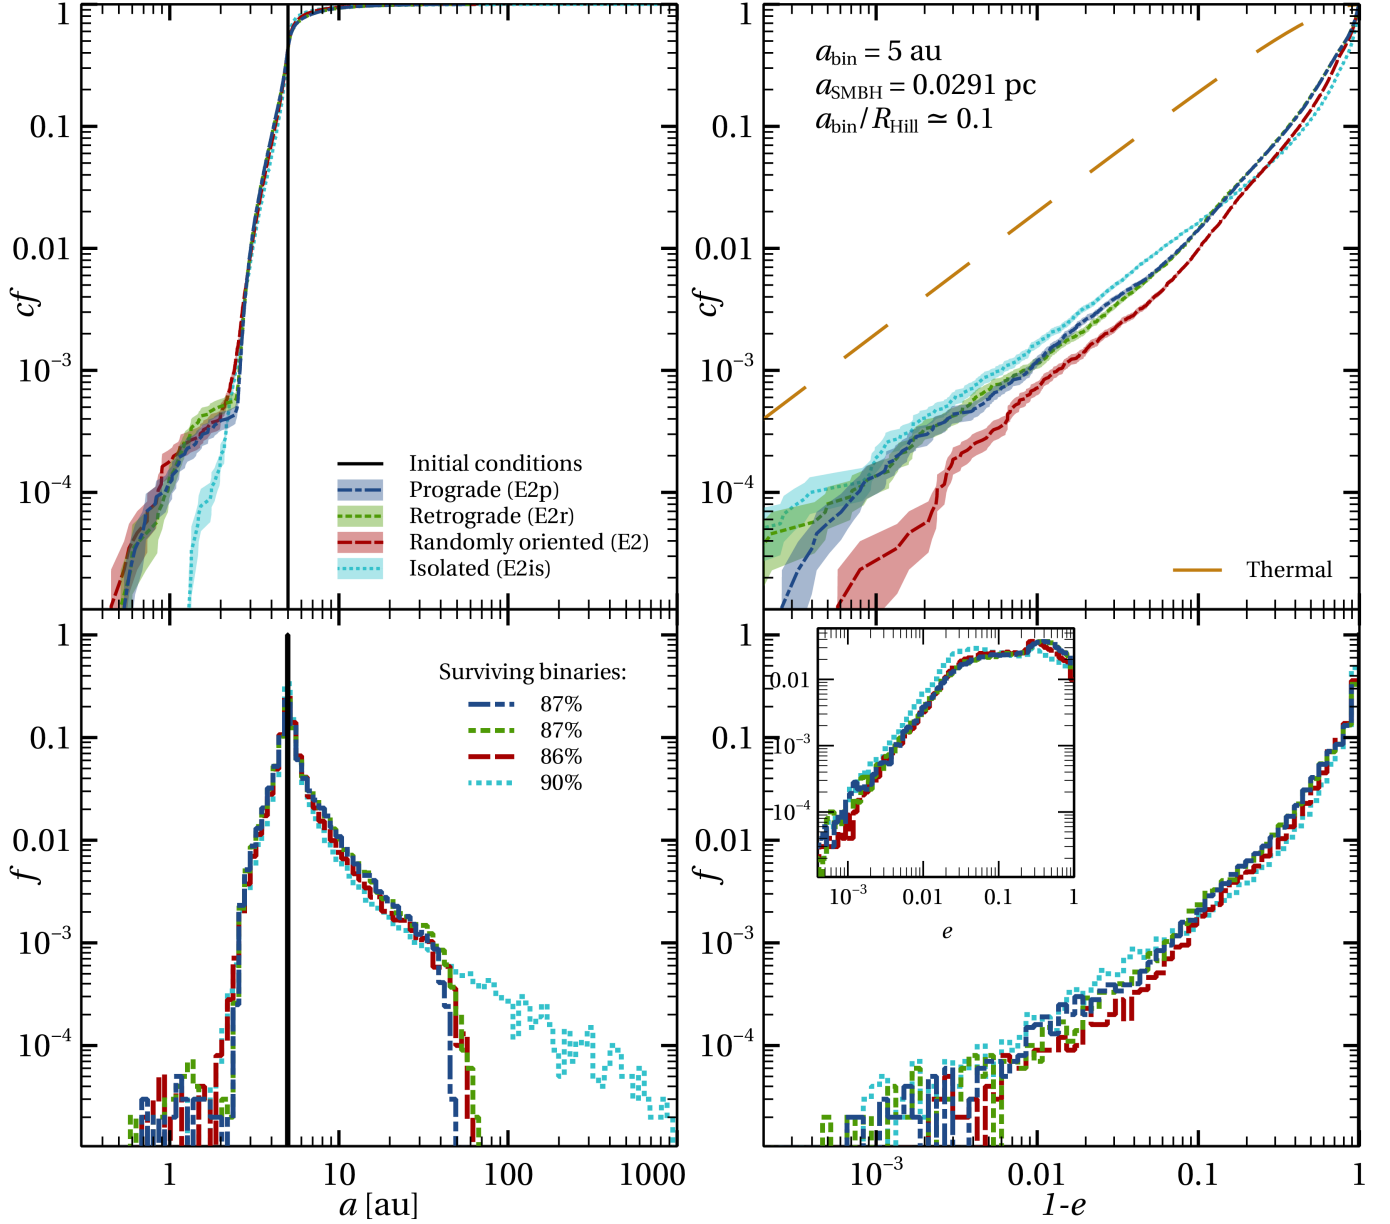 1
0.1
0.01
10⁻³
10⁻⁴
cf
Initial conditions
Prograde (E2p)
Retrograde (E2r)
Randomly oriented (E2)
Isolated (E2is)
1
0.1
0.01
10⁻³
10⁻⁴
cf
a_bin = 5 au
a_SMBH = 0.0291 pc
a_bin/R_Hill ≃ 0.1
Thermal
1
0.1
0.01
10⁻³
10⁻⁴
f
Surviving binaries:
87%
87%
86%
90%
1 10 100 1000
a [au]
1
0.1
0.01
10⁻³
10⁻⁴
f
0.01
10⁻³
10⁻⁴
10⁻³ 0.01 0.1 1
e
10⁻³ 0.01 0.1 1
1-e